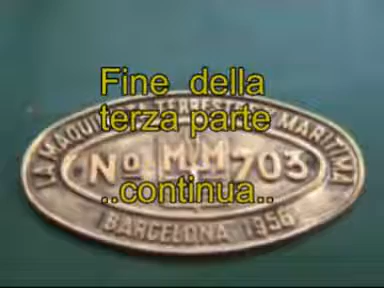 Fine della
terza parte
..continua..
LA MAQUINISTA TERRESTRE Y MARITIMA
No MM 703
BARCELONA 1956